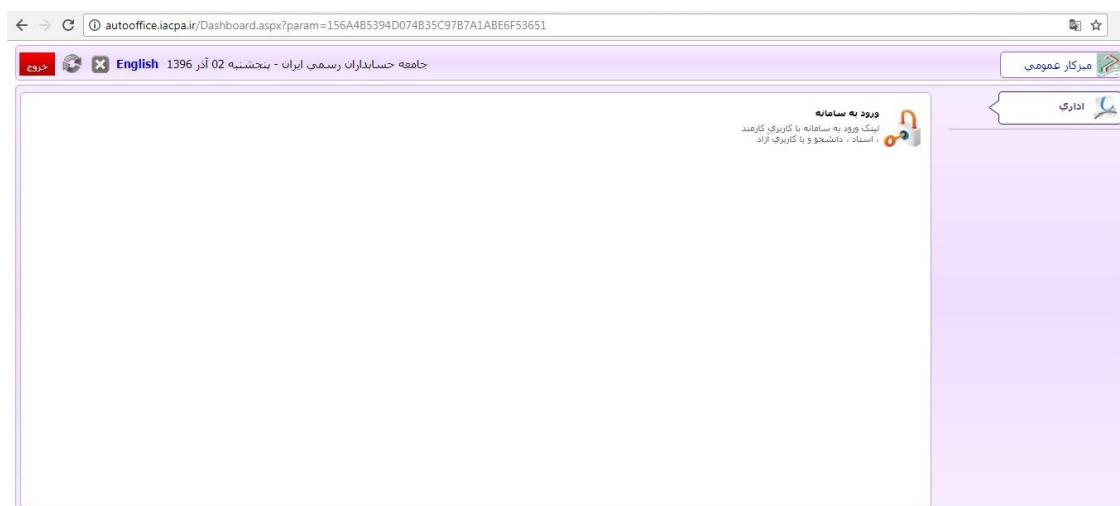 autooffice.iacpa.ir/Dashboard.aspx?param=156A4B5394D074B35C97B7A1ABE6F53651
ميزکار عمومي
جامعه حسابداران رسمي ايران - پنجشنبه 02 آذر 1396 English
خروج
اداري
ورود به سامانه
لينک ورود به سامانه با کاربري کارمند
، استاد ، دانشجو و يا کاربري آزاد